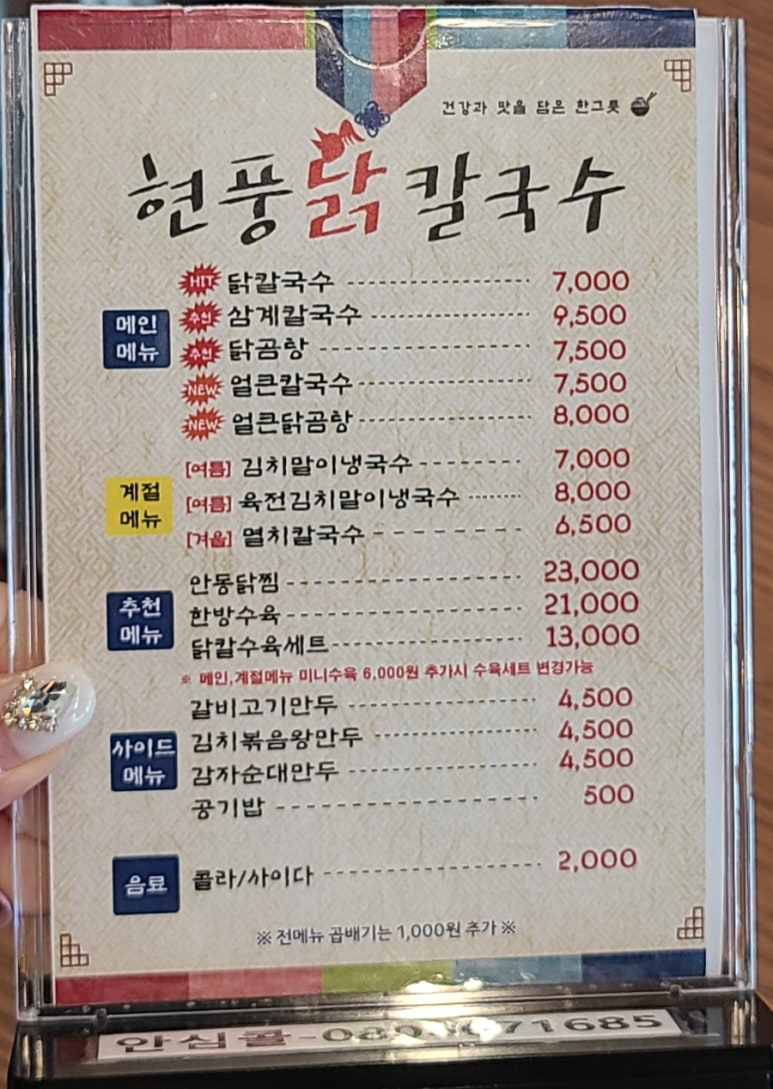 건강과 맛을 담은 한그릇
현풍닭칼국수
메인 메뉴
HIT 닭칼국수 7,000
추천 삼계칼국수 9,500
추천 닭곰탕 7,500
NEW 얼큰칼국수 7,500
NEW 얼큰닭곰탕 8,000
계절 메뉴
[여름] 김치말이냉국수 7,000
[여름] 육전김치말이냉국수 8,000
[겨울] 멸치칼국수 6,500
추천 메뉴
안동닭찜 23,000
한방수육 21,000
닭칼수육세트 13,000
※ 메인,계절메뉴 미니수육 6,000원 추가시 수육세트 변경가능
사이드 메뉴
갈비고기만두 4,500
김치볶음왕만두 4,500
감자순대만두 4,500
공기밥 500
음료
콜라/사이다 2,000
※ 전메뉴 곱배기는 1,000원 추가 ※
안심콜